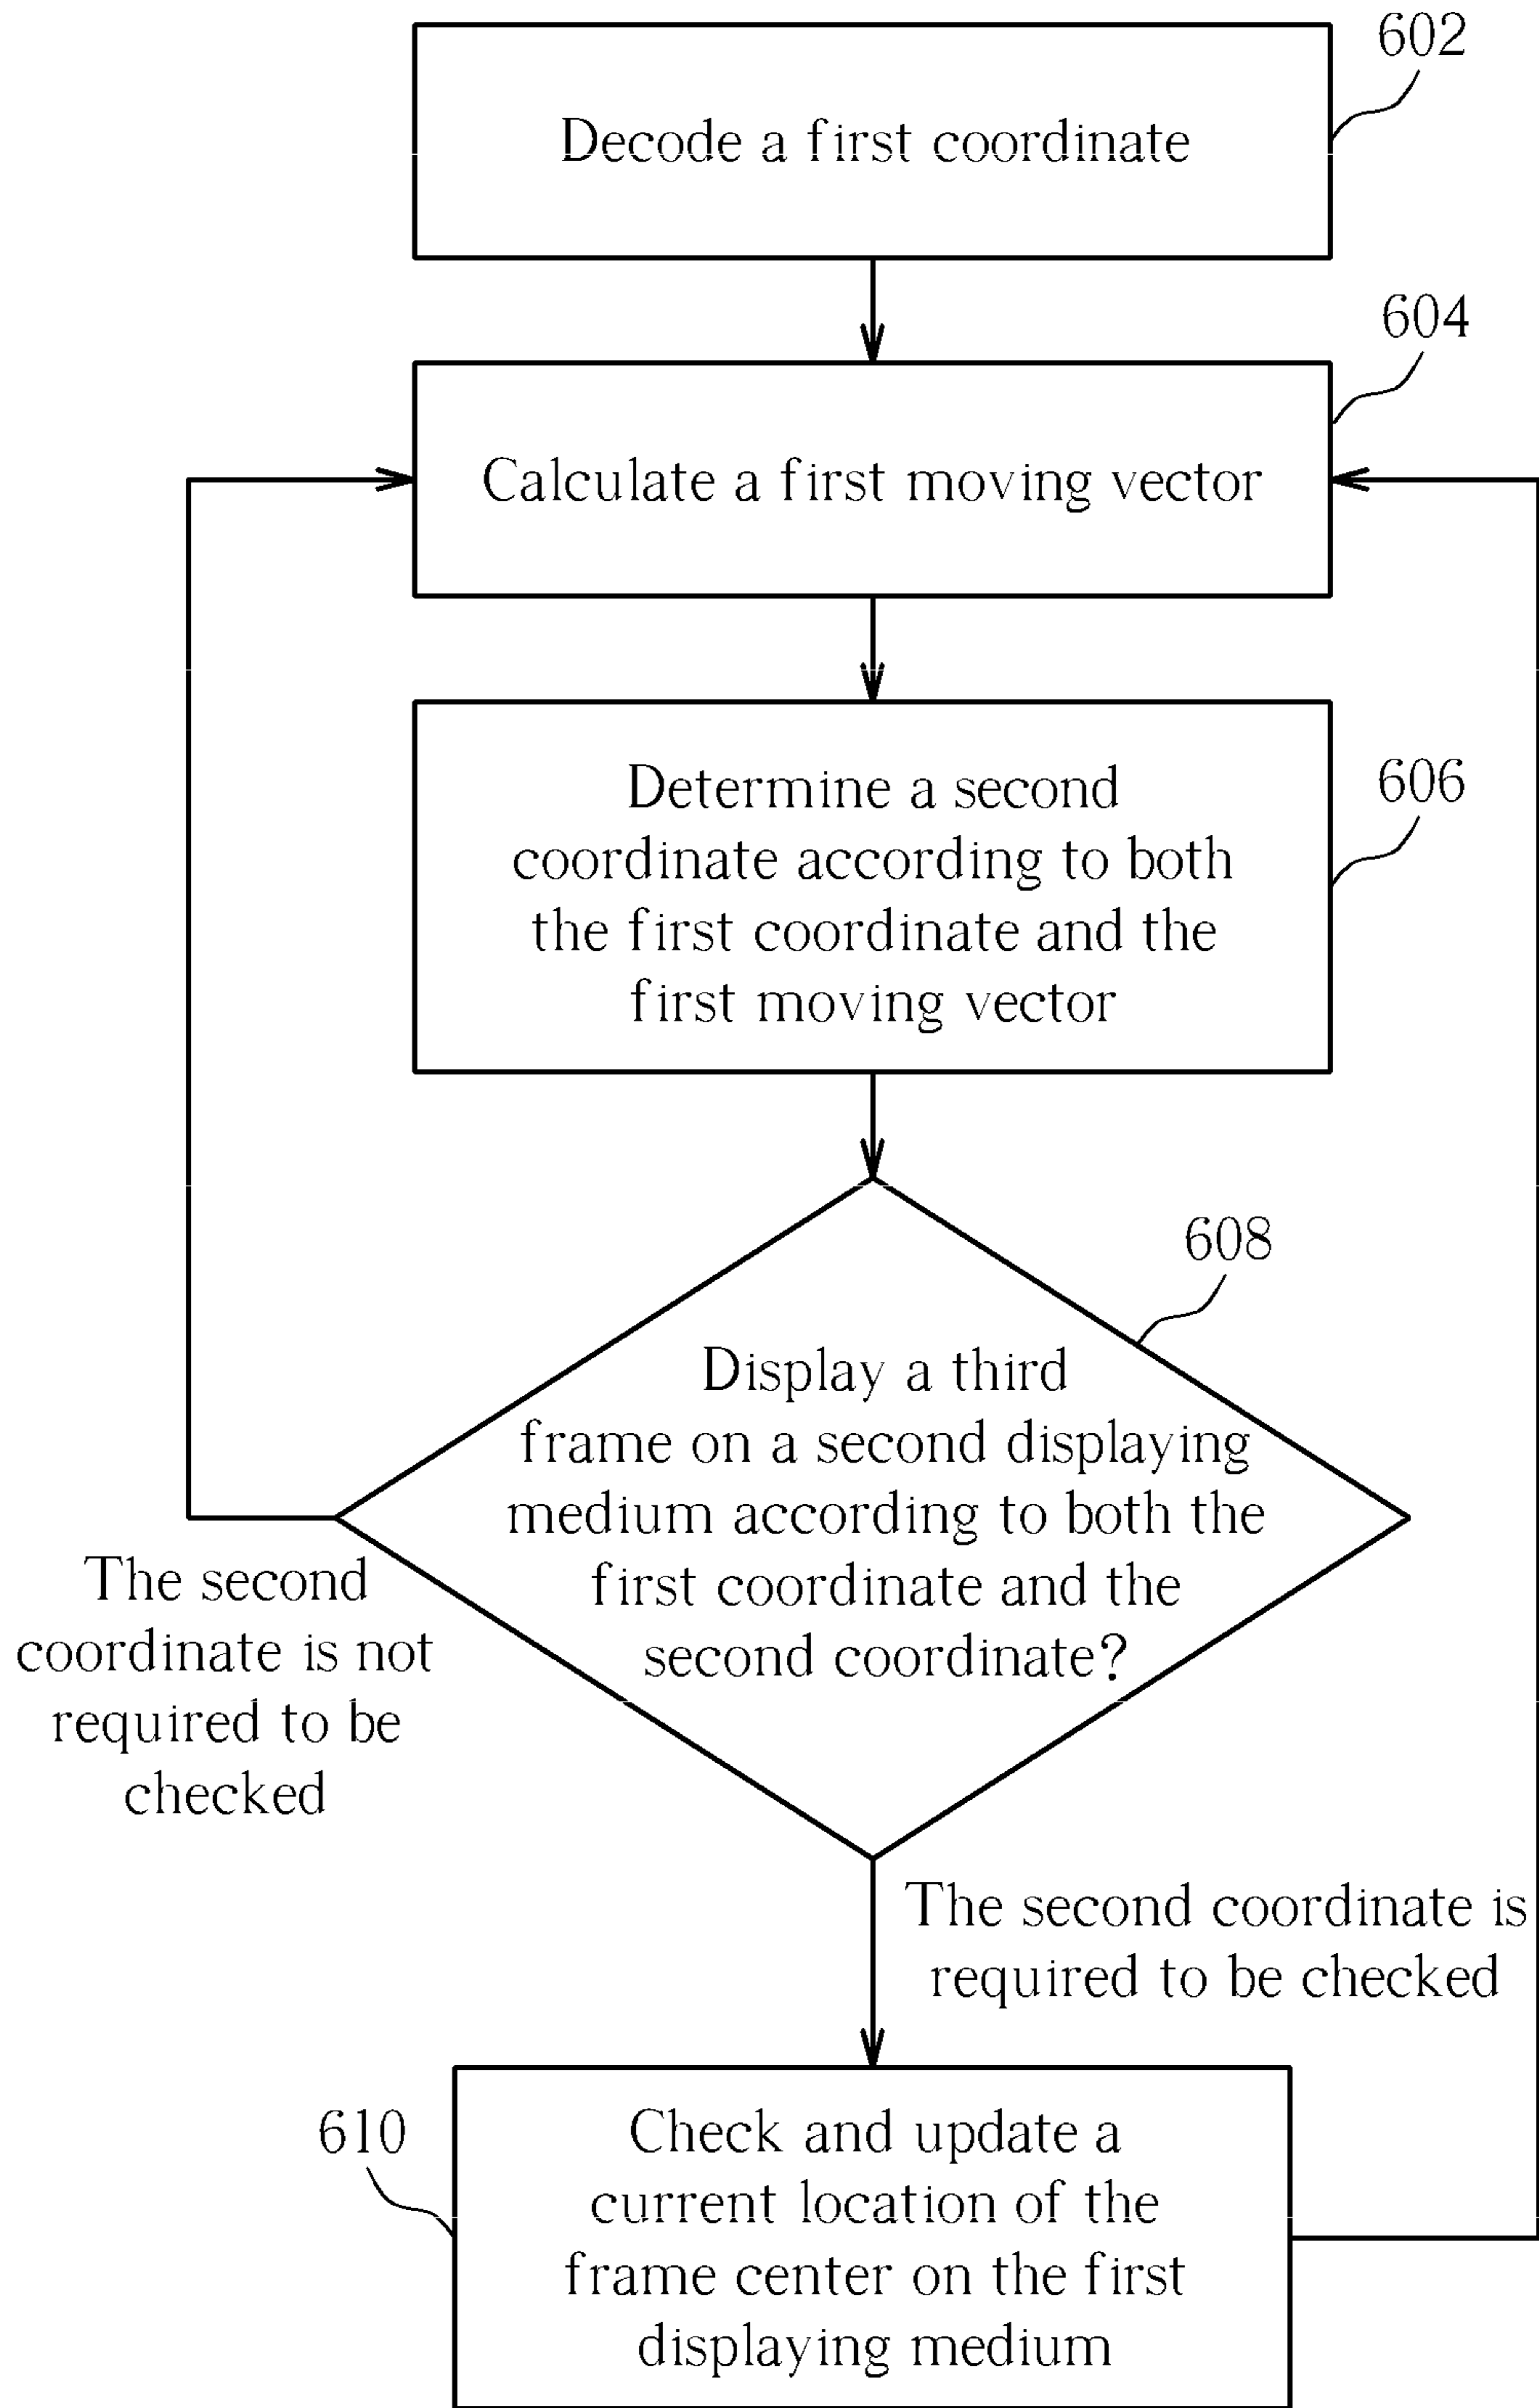 602
Decode a first coordinate
604
Calculate a first moving vector
606
Determine a second
coordinate according to both
the first coordinate and the
first moving vector
608
Display a third
frame on a second displaying
medium according to both the
first coordinate and the
second coordinate?
The second
coordinate is not
required to be
checked
The second coordinate is
required to be checked
610
Check and update a
current location of the
frame center on the first
displaying medium